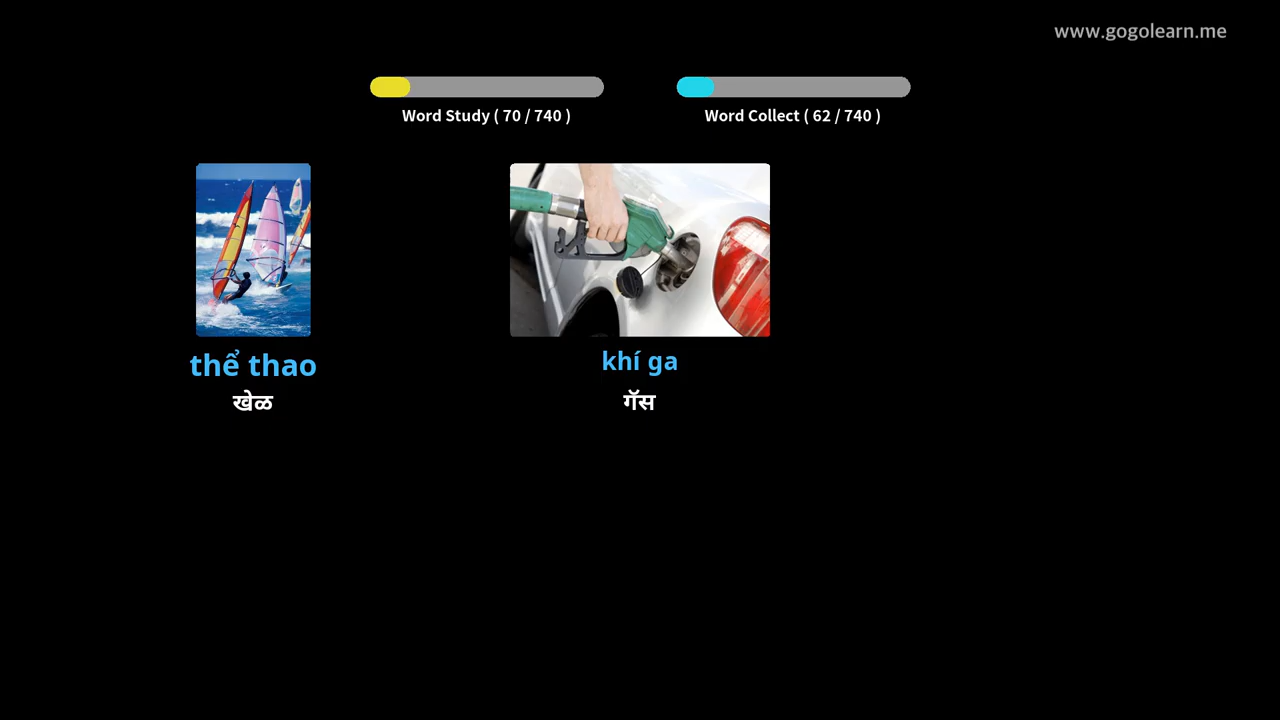 www.gogolearn.me
Word Study ( 70 / 740 )
Word Collect ( 62 / 740 )
thể thao
खेळ
khí ga
गॅस